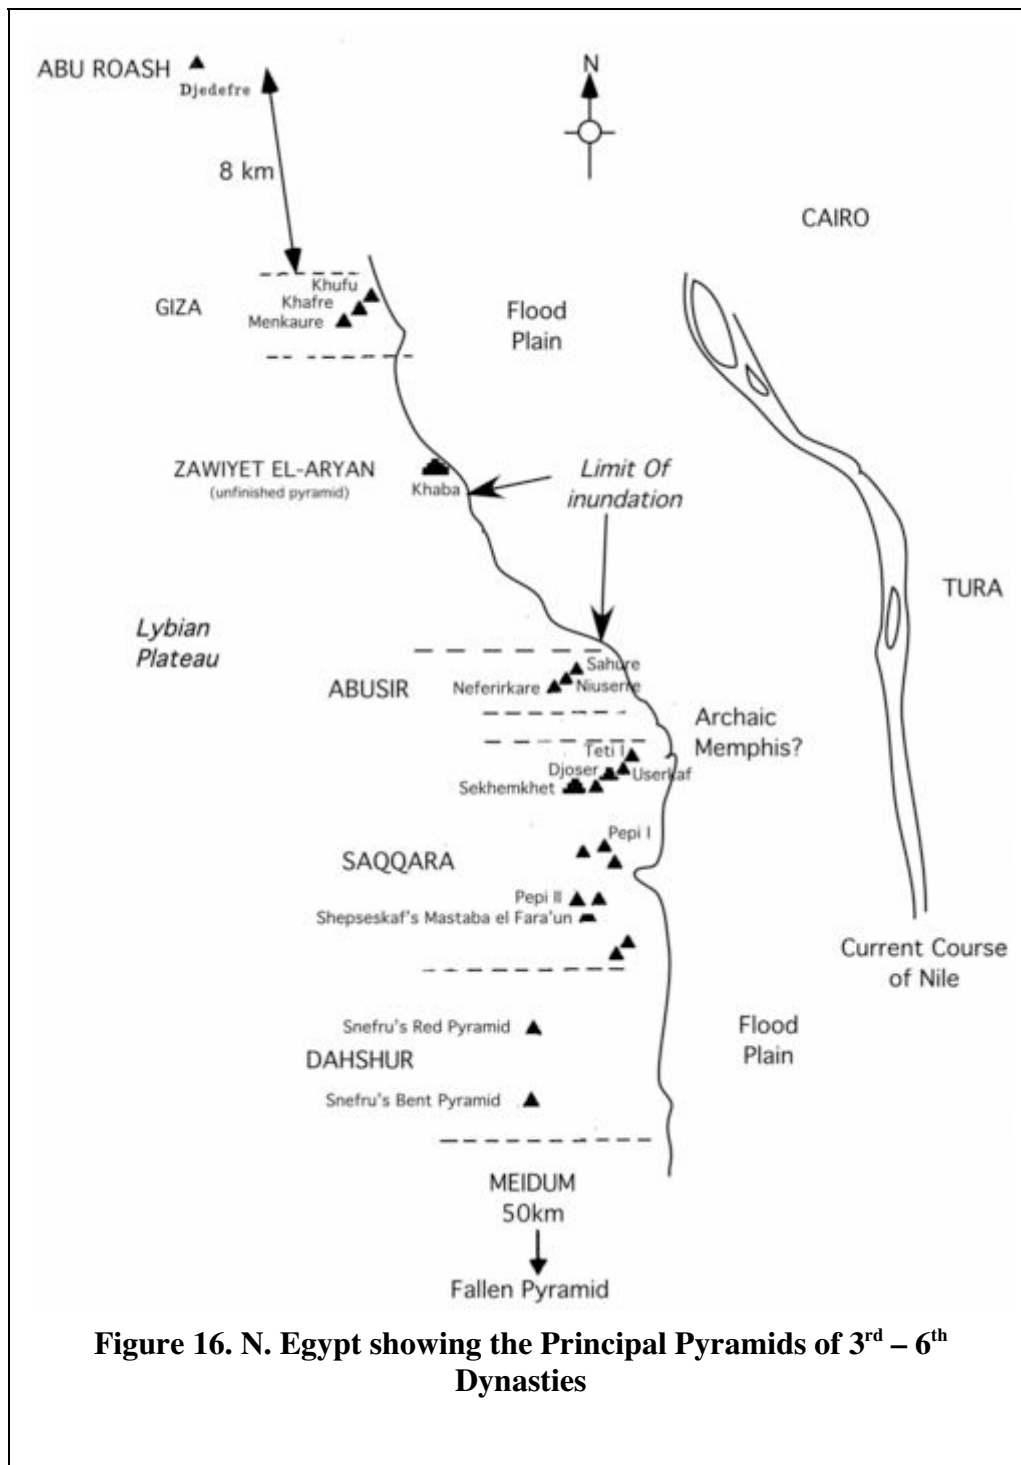 ABU ROASH
Djedefre
N
8 km
CAIRO
Khufu
Khafre
Menkaure
GIZA
Flood
Plain
ZAWIYET EL-ARYAN
(unfinished pyramid)
Khaba
Limit Of
inundation
TURA
Lybian
Plateau
ABUSIR
Sahure
Neferirkare
Niuserre
Archaic
Memphis?
Teti I
Djoser
Userkaf
Sekhemkhet
Pepi I
SAQQARA
Pepi II
Shepseskaf's Mastaba el Fara'un
Current Course
of Nile
Snefru's Red Pyramid
Flood
Plain
DAHSHUR
Snefru's Bent Pyramid
MEIDUM
50km
Fallen Pyramid
Figure 16. N. Egypt showing the Principal Pyramids of 3rd – 6th
Dynasties